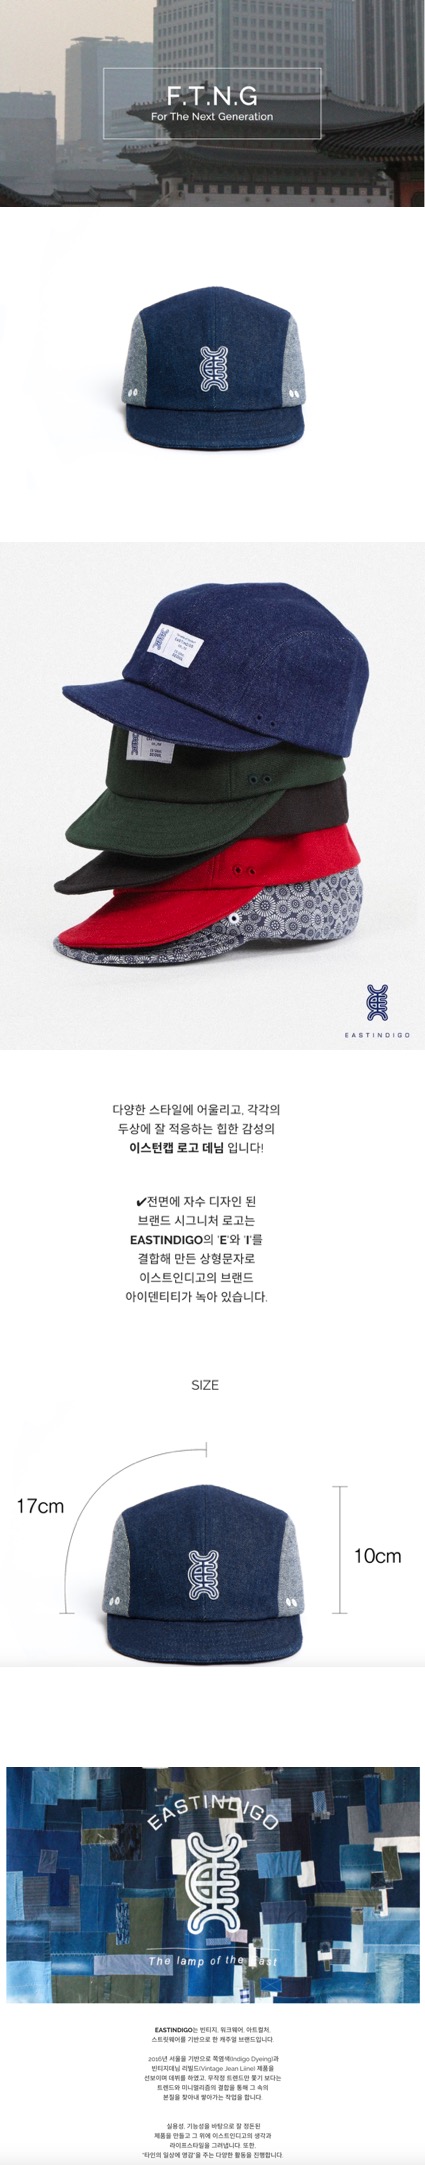 F.T.N.G
For The Next Generation
EASTINDIGO
다양한 스타일에 어울리고, 각각의
두상에 잘 적응하는 힙한 감성의
이스턴캡 로고 데님 입니다!
✔전면에 자수 디자인 된
브랜드 시그니처 로고는
EASTINDIGO의 'E'와 'I'를
결합해 만든 상형문자로
이스트인디고의 브랜드
아이덴티티가 녹아 있습니다.
SIZE
17cm
10cm
EASTINDIGO
The lamp of the East
EASTINDIGO는 빈티지, 워크웨어, 아트컬쳐,
스트릿웨어를 기반으로 한 캐주얼 브랜드입니다.
2016년 서울을 기반으로 쪽염색(Indigo Dyeing)과
빈티지데님 리빌드(Vintage Jean Line) 제품을
선보이며 데뷔를 하였고, 무작정 트렌드만 쫓기 보다는
트렌드와 미니멀리즘의 결합을 통해 그 속의
본질을 찾아내 쌓아가는 작업을 합니다.
실용성, 기능성을 바탕으로 잘 정돈된
제품을 만들고 그 위에 이스트인디고의 생각과
라이프스타일을 그려냅니다. 또한,
"타인의 일상에 영감"을 주는 다양한 활동을 진행합니다.